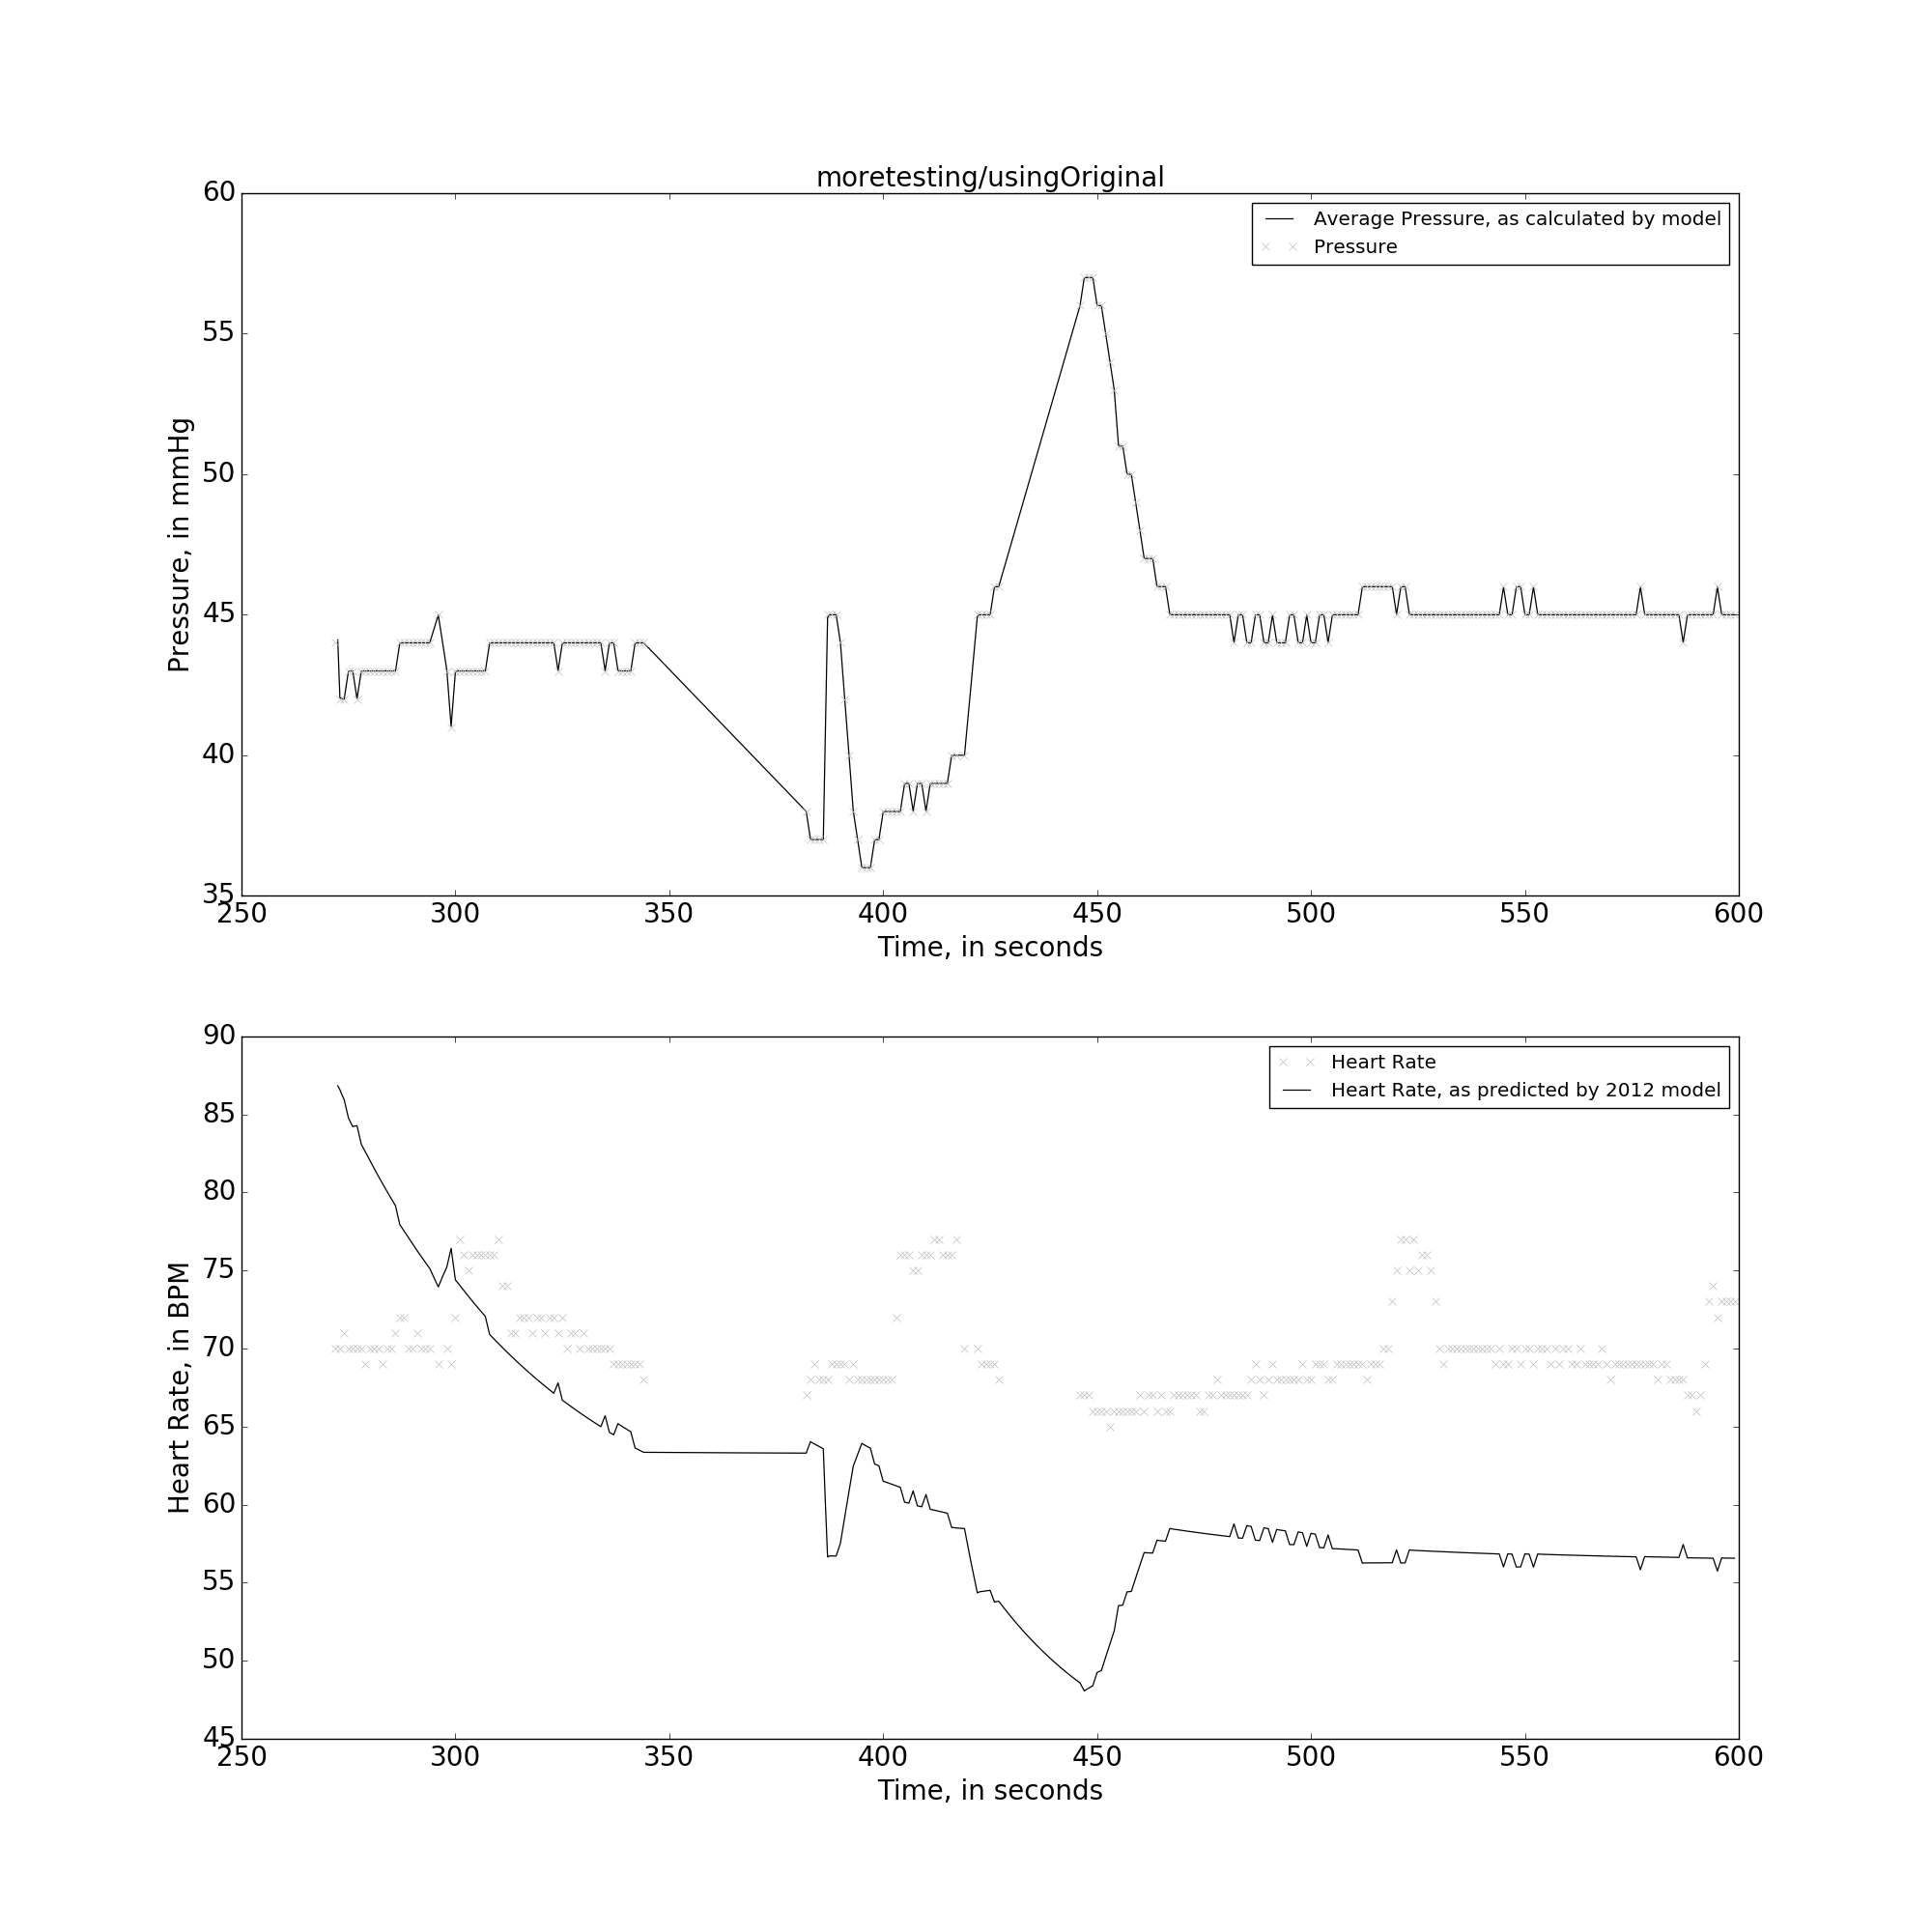 moretesting/usingOriginal
60
Average Pressure, as calculated by model
Pressure
55
50
45
40
35
Pressure, in mmHg
250 300 350 400 450 500 550 600
Time, in seconds
90
Heart Rate
Heart Rate, as predicted by 2012 model
85
80
75
70
65
60
55
50
45
Heart Rate, in BPM
250 300 350 400 450 500 550 600
Time, in seconds